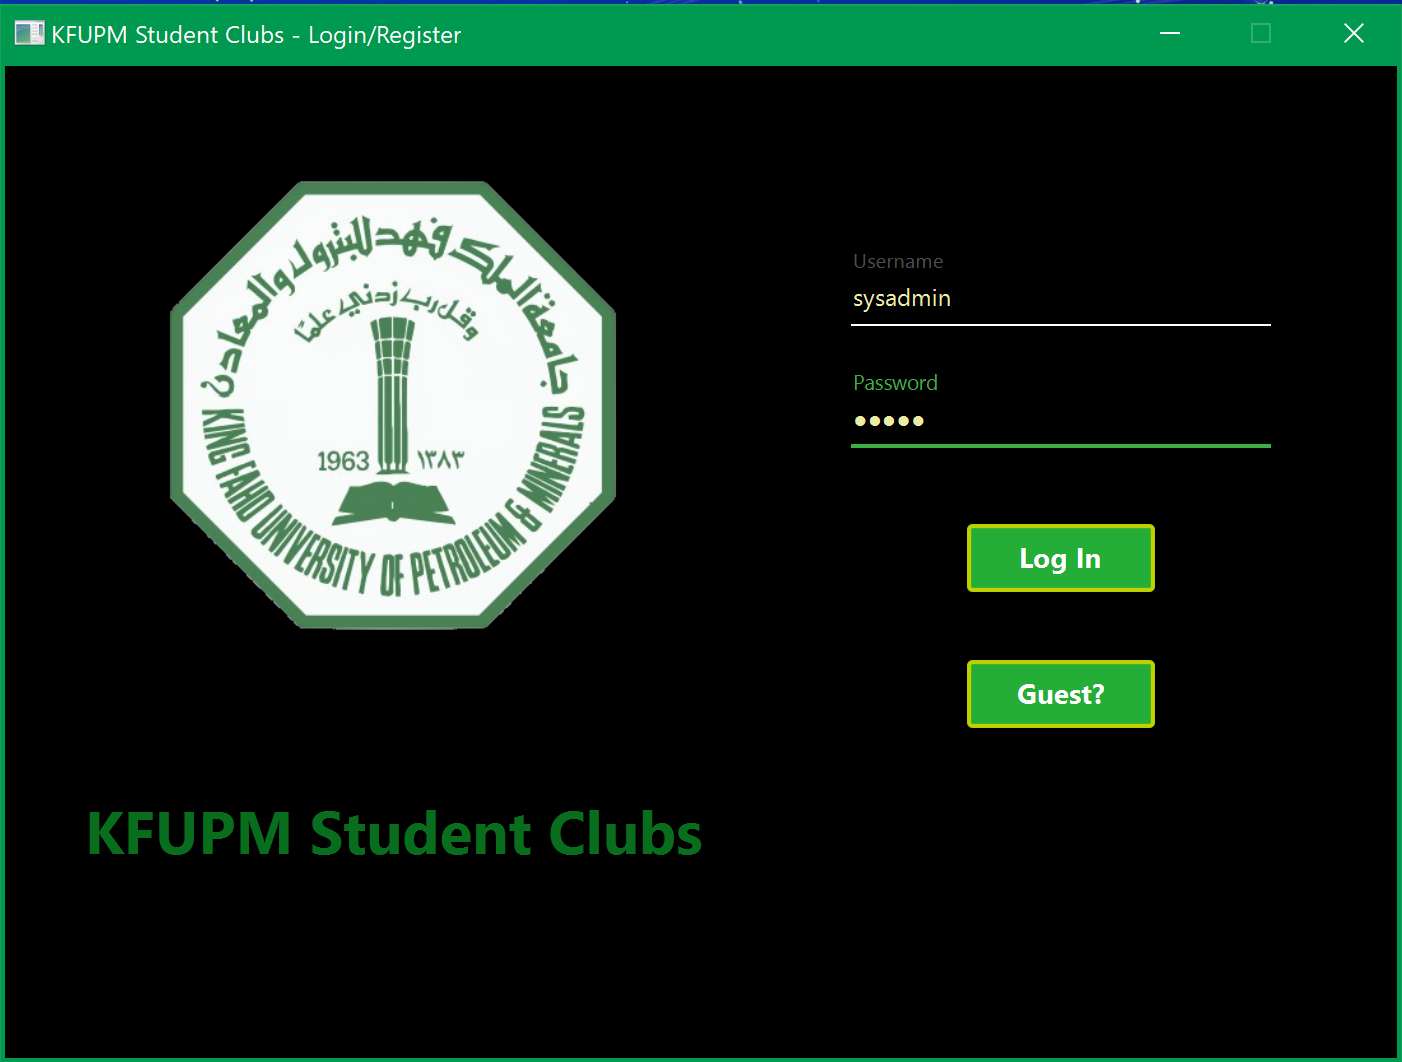 KFUPM Student Clubs - Login/Register
جامعة الملك فهد للبترول والمعادن
وقل رب زدني علمًا
1963 ١٣٨٣
KING FAHD UNIVERSITY OF PETROLEUM & MINERALS
KFUPM Student Clubs
Username
sysadmin
Password
●●●●●
Log In
Guest?